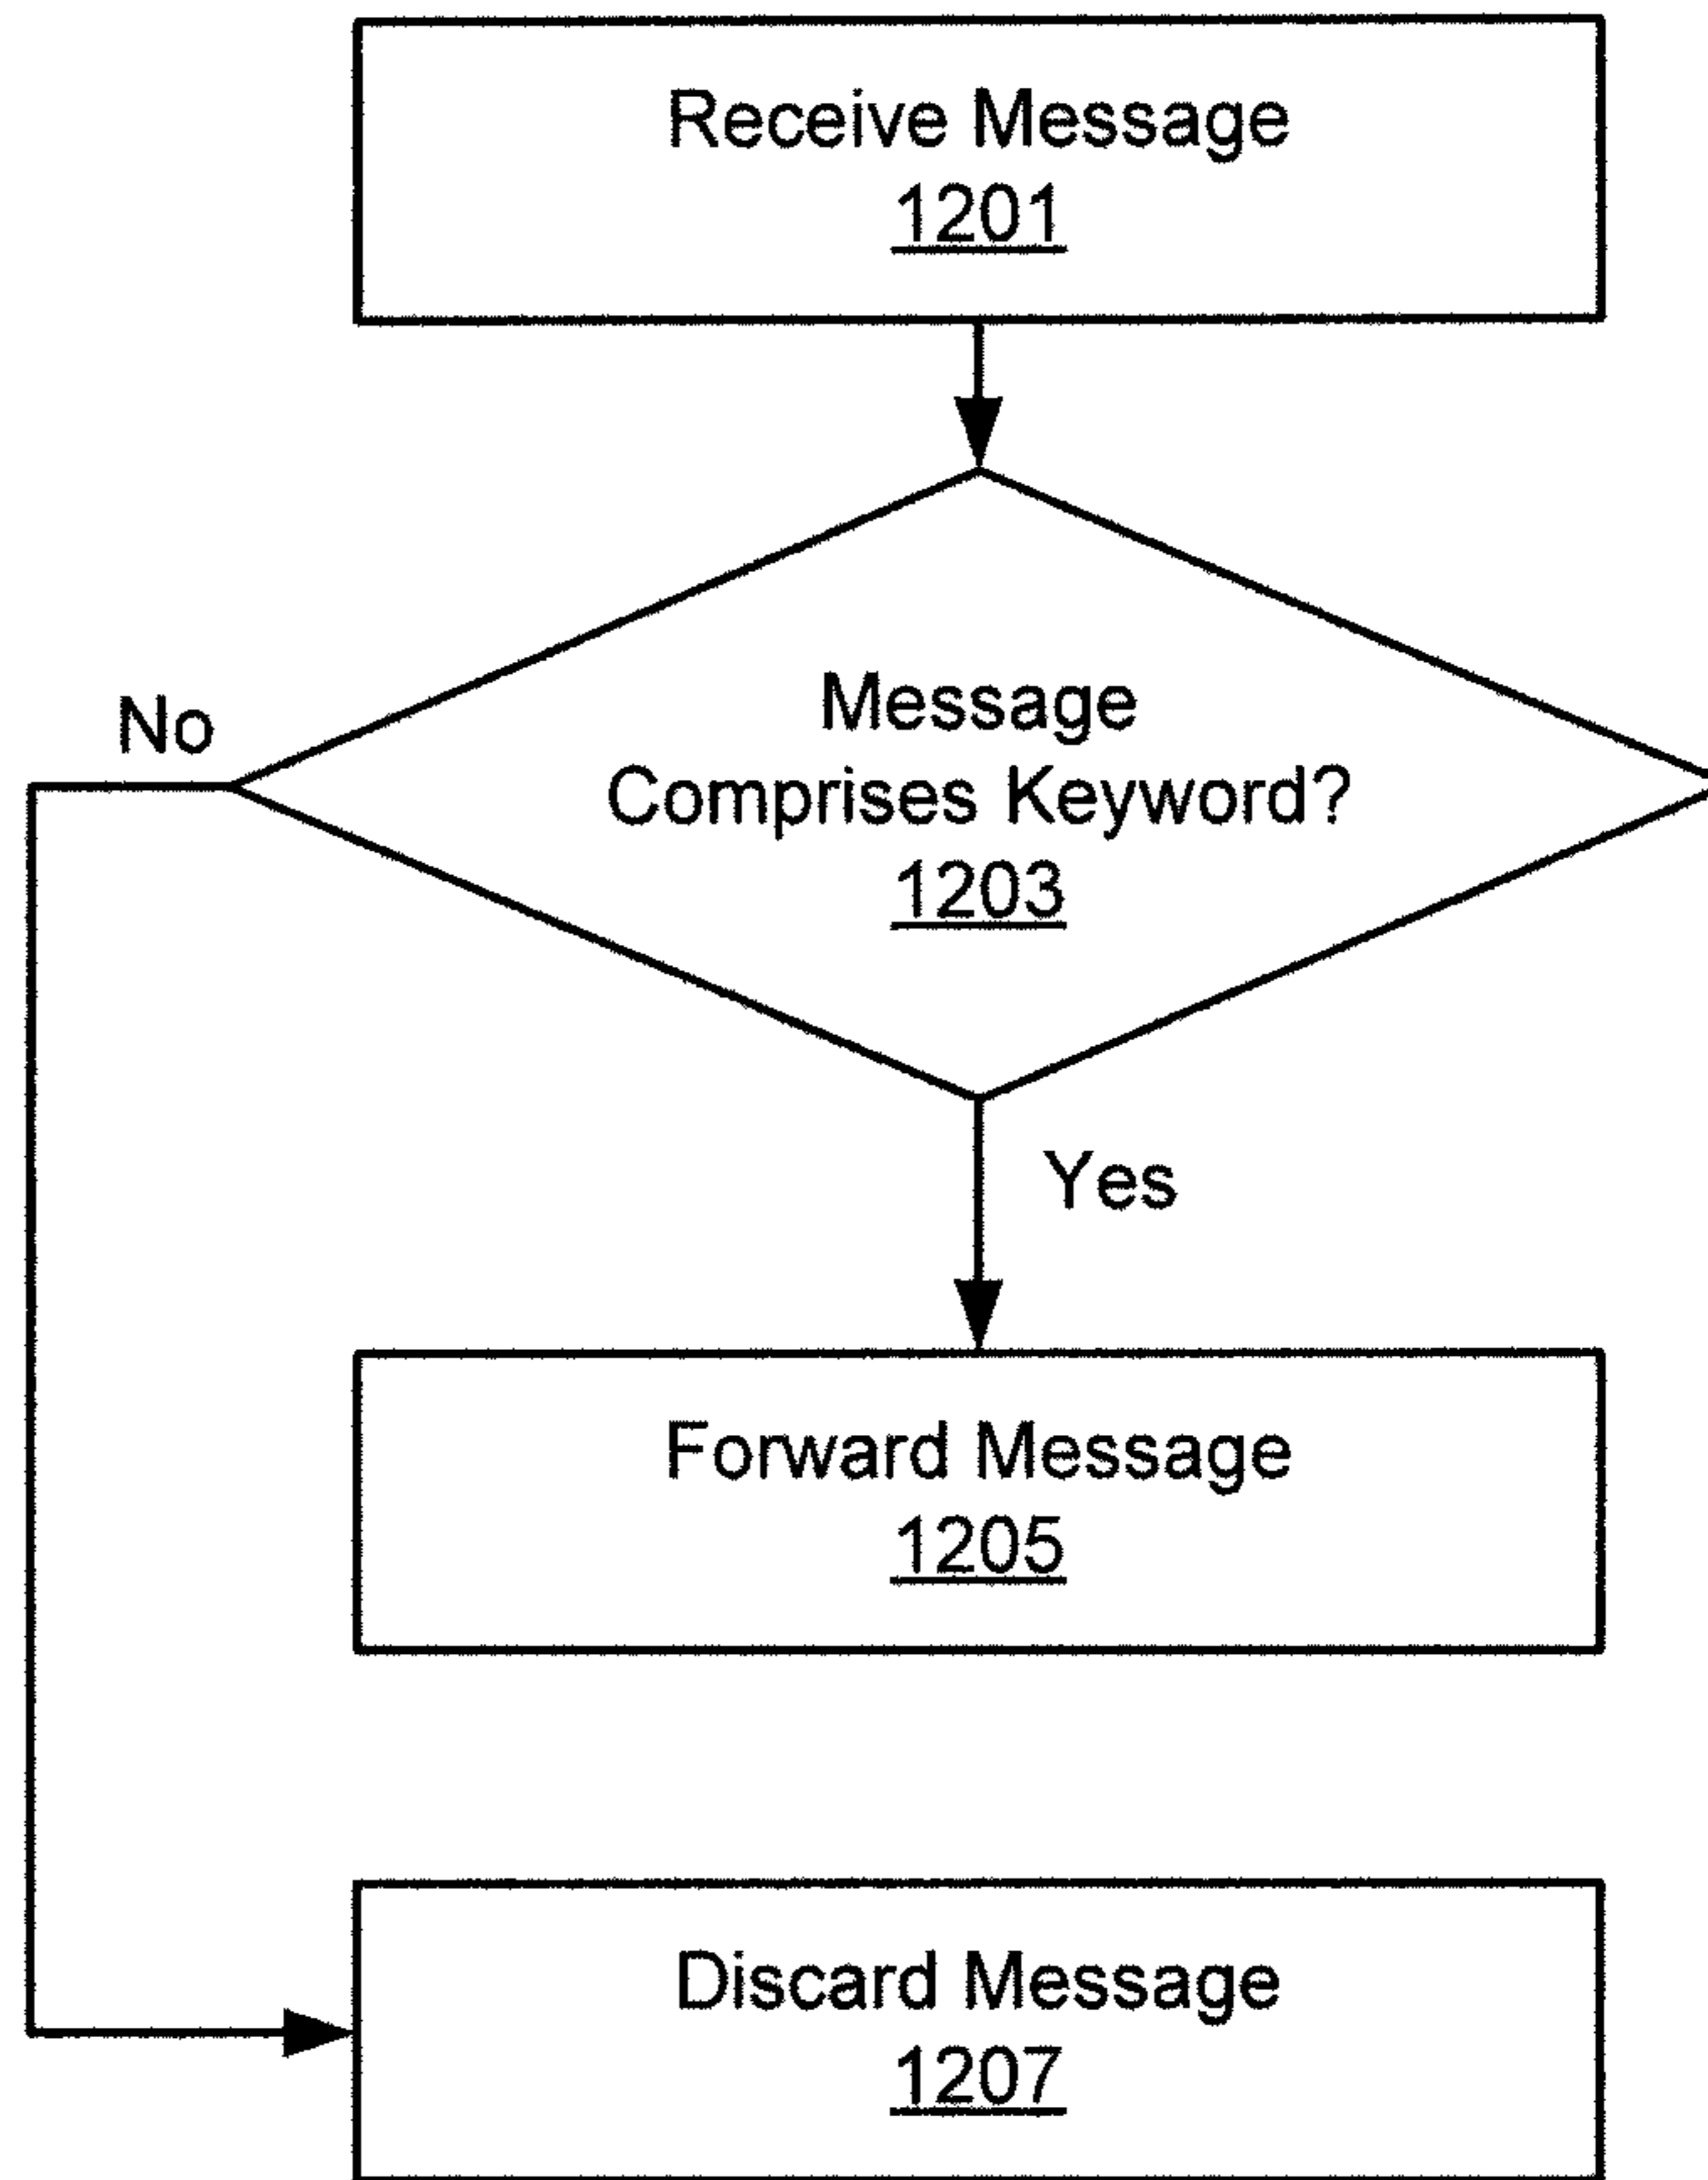 Receive Message
1201
No
Message
Comprises Keyword?
1203
Yes
Forward Message
1205
Discard Message
1207